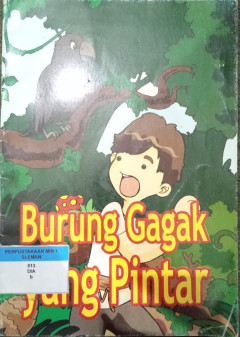 Burung Gagak
yang Pintar
PERPUSTAKAAN MIN 1
SLEMAN
813
DIA
b